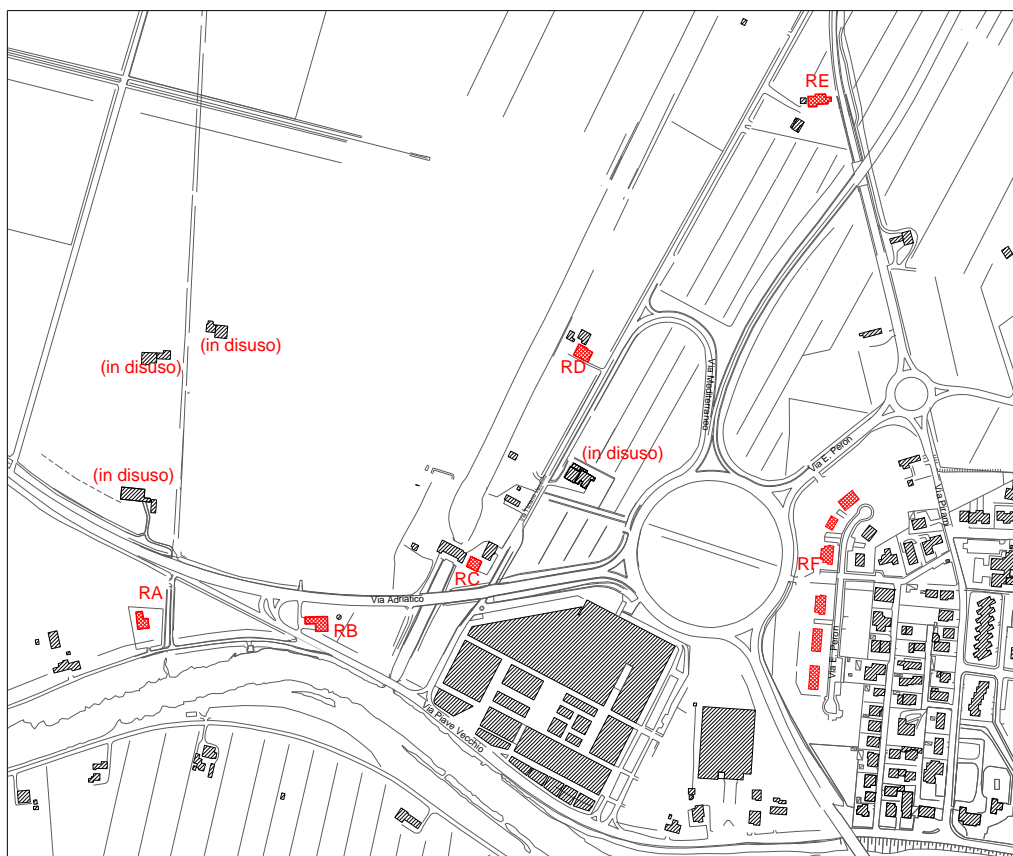 RE
(in disuso)
(in disuso)
RD
Via Mediterraneo
(in disuso)
(in disuso)
Via E. Peron
Via Piram
RF
RC
RA
Via Adriatico
RB
Via E. Peron
Via Piave Vecchio